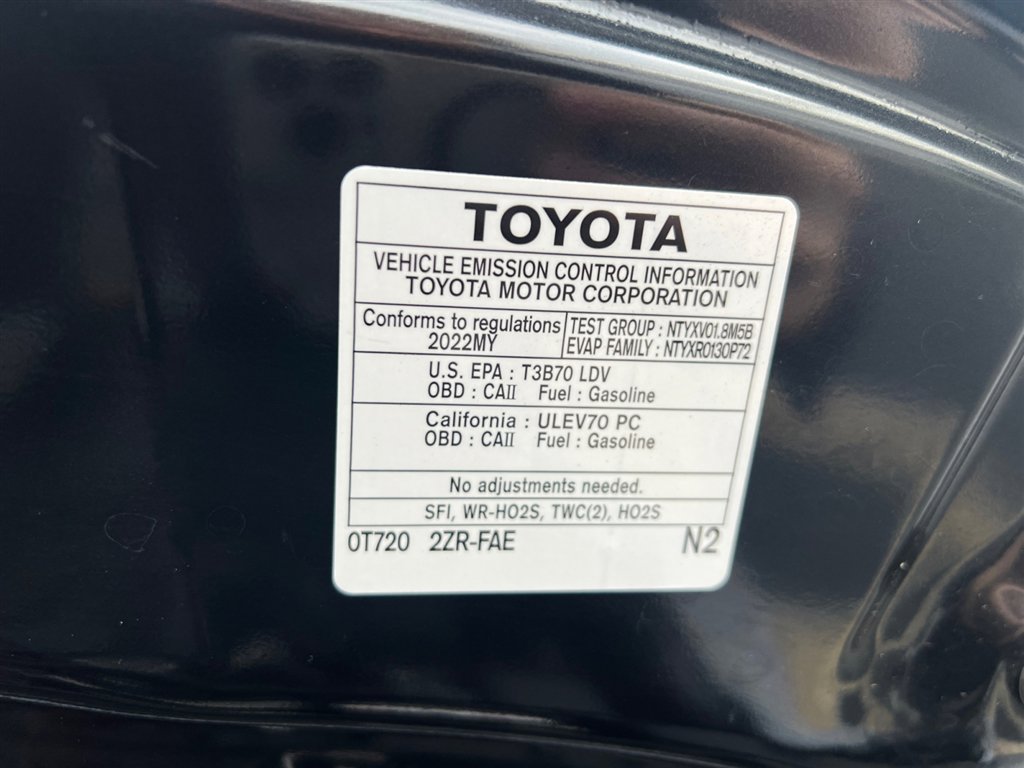 TOYOTA
VEHICLE EMISSION CONTROL INFORMATION
TOYOTA MOTOR CORPORATION
Conforms to regulations
2022MY
TEST GROUP : NTYXV01.8M5B
EVAP FAMILY : NTYXR0130P72
U.S. EPA : T3B70 LDV
OBD : CAII Fuel : Gasoline
California : ULEV70 PC
OBD : CAII Fuel : Gasoline
No adjustments needed.
SFI, WR-HO2S, TWC(2), HO2S
0T720 2ZR-FAE N2